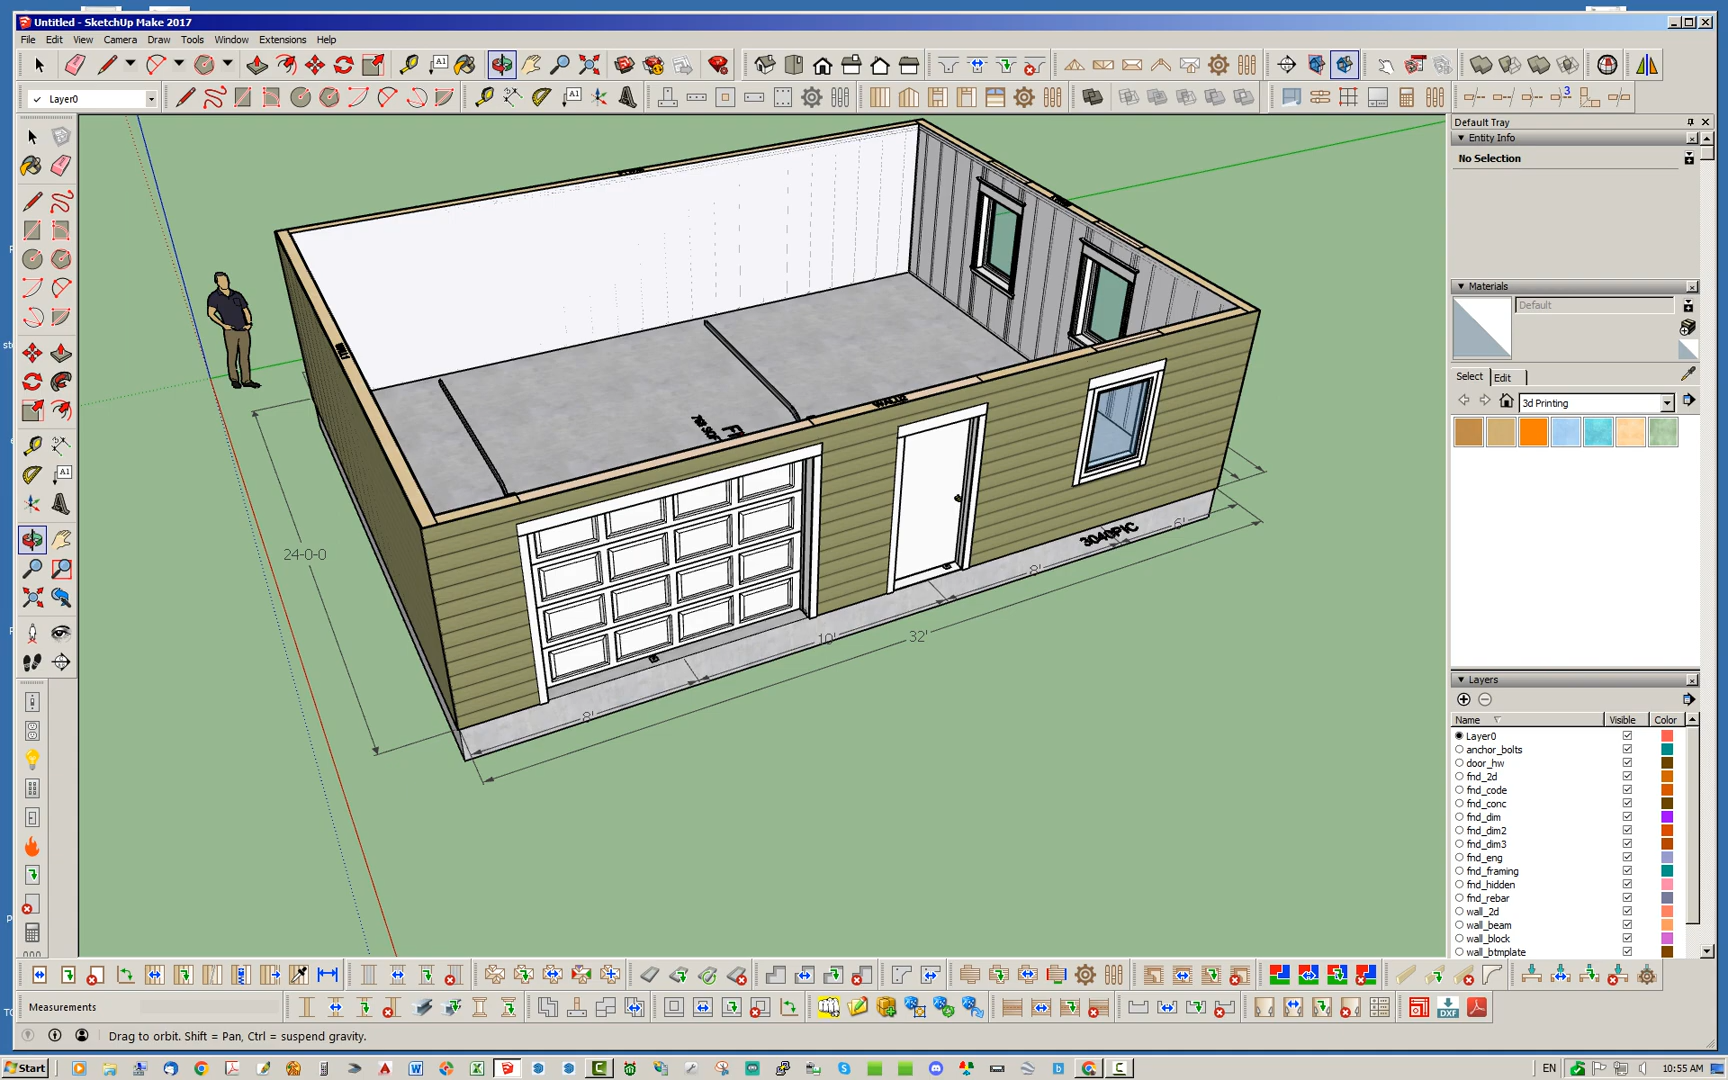 Untitled - SketchUp Make 2017
File Edit View Camera Draw Tools Window Extensions Help
Layer0
Default Tray
Entity Info
No Selection
Materials
Default
Select Edit
3d Printing
24-0-0
8'
10'
32'
8'
6'
3040PIC
Layers
Name Visible Color
Layer0
anchor_bolts
door_hw
fnd_2d
fnd_code
fnd_conc
fnd_dim
fnd_dim2
fnd_dim3
fnd_eng
fnd_framing
fnd_hidden
fnd_rebar
wall_2d
wall_beam
wall_block
wall_btmplate
Measurements
Drag to orbit. Shift = Pan, Ctrl = suspend gravity.
Start
EN
10:55 AM